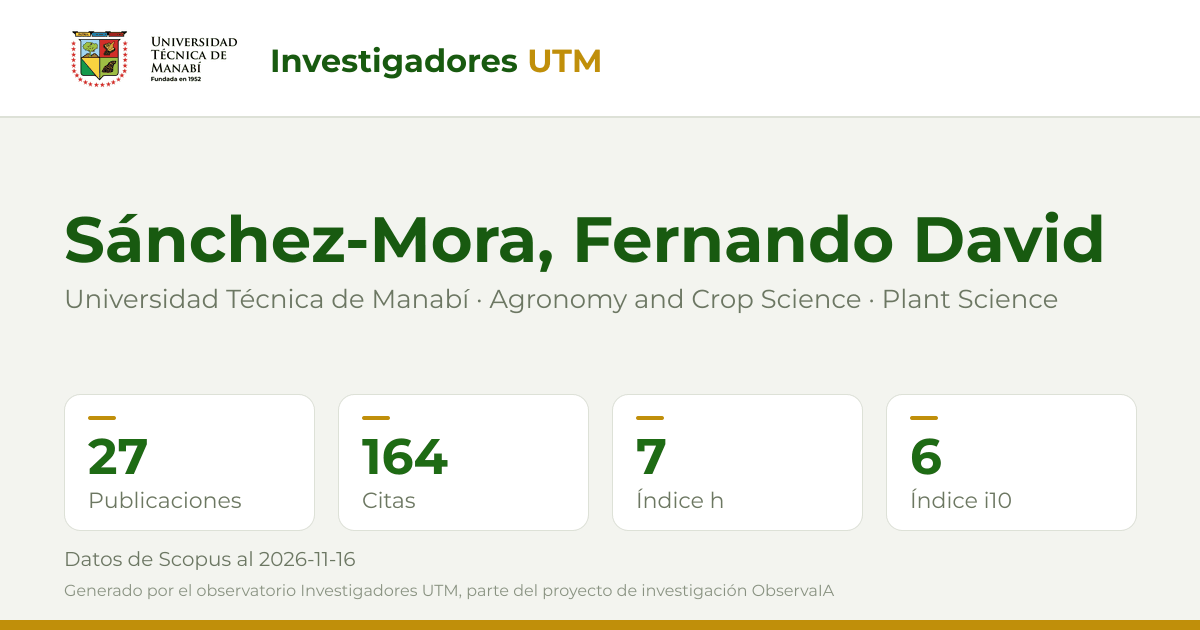 UNIVERSIDAD
TÉCNICA DE
MANABÍ
Fundada en 1952
Investigadores UTM
Sánchez-Mora, Fernando David
Universidad Técnica de Manabí · Agronomy and Crop Science · Plant Science
27
Publicaciones
164
Citas
7
Índice h
6
Índice i10
Datos de Scopus al 2026-11-16
Generado por el observatorio Investigadores UTM, parte del proyecto de investigación ObservaIA